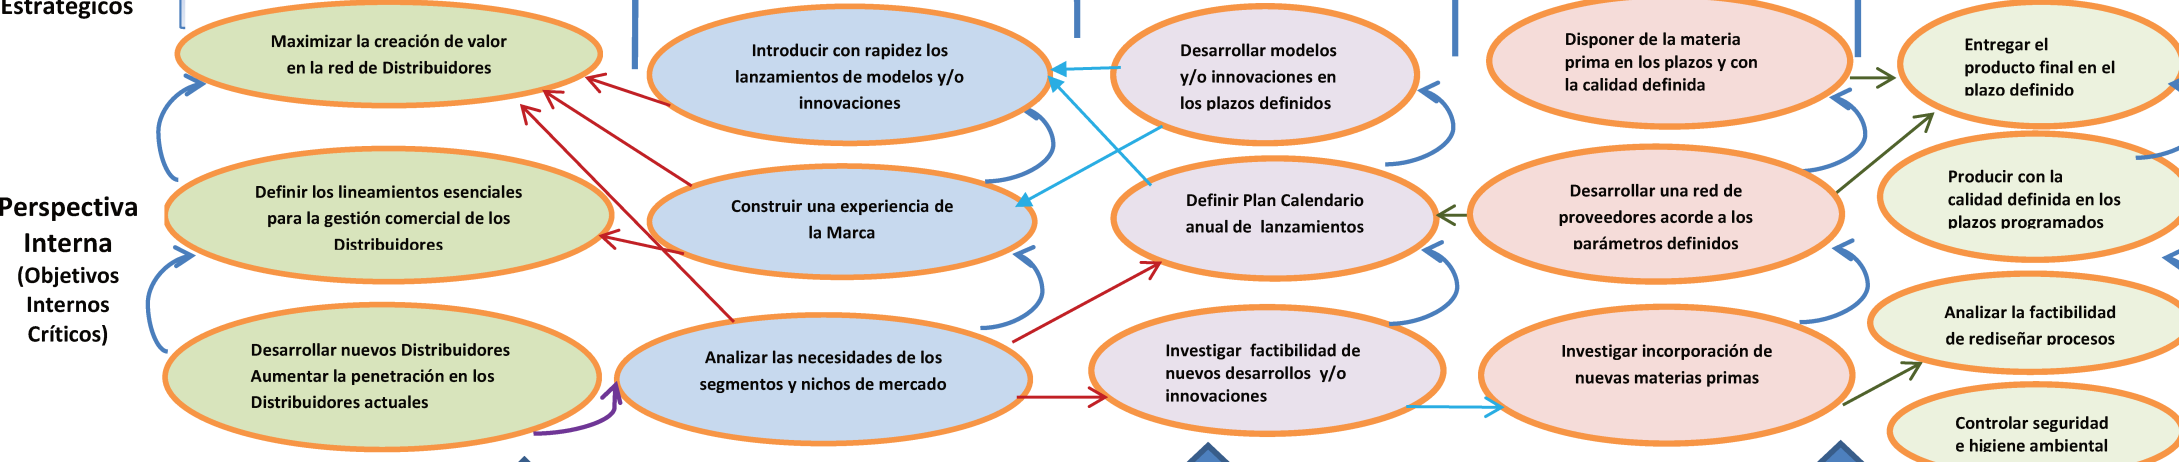 Estratégicos
Perspectiva
Interna
(Objetivos
Internos
Críticos)
Maximizar la creación de valor
en la red de Distribuidores
Definir los lineamientos esenciales
para la gestión comercial de los
Distribuidores
Desarrollar nuevos Distribuidores
Aumentar la penetración en los
Distribuidores actuales
Introducir con rapidez los
lanzamientos de modelos y/o
innovaciones
Construir una experiencia de
la Marca
Analizar las necesidades de los
segmentos y nichos de mercado
Desarrollar modelos
y/o innovaciones en
los plazos definidos
Definir Plan Calendario
anual de lanzamientos
Investigar factibilidad de
nuevos desarrollos y/o
innovaciones
Disponer de la materia
prima en los plazos y con
la calidad definida
Desarrollar una red de
proveedores acorde a los
parámetros definidos
Investigar incorporación de
nuevas materias primas
Entregar el
producto final en el
plazo definido
Producir con la
calidad definida en los
plazos programados
Analizar la factibilidad
de rediseñar procesos
Controlar seguridad
e higiene ambiental